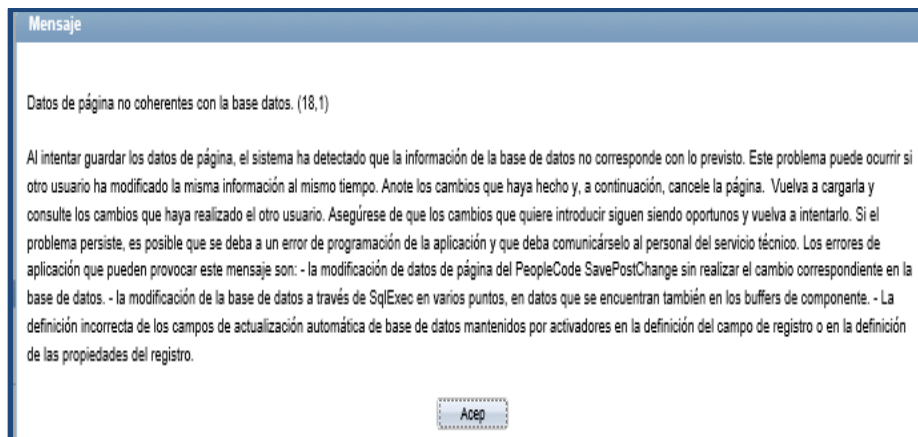 Mensaje
Datos de página no coherentes con la base datos. (18,1)
Al intentar guardar los datos de página, el sistema ha detectado que la información de la base de datos no corresponde con lo previsto. Este problema puede ocurrir si
otro usuario ha modificado la misma información al mismo tiempo. Anote los cambios que haya hecho y, a continuación, cancele la página. Vuelva a cargarla y
consulte los cambios que haya realizado el otro usuario. Asegúrese de que los cambios que quiere introducir siguen siendo oportunos y vuelva a intentarlo. Si el
problema persiste, es posible que se deba a un error de programación de la aplicación y que deba comunicárselo al personal del servicio técnico. Los errores de
aplicación que pueden provocar este mensaje son: - la modificación de datos de página del PeopleCode SavePostChange sin realizar el cambio correspondiente en la
base de datos. - la modificación de la base de datos a través de SqlExec en varios puntos, en datos que se encuentran también en los buffers de componente. - La
definición incorrecta de los campos de actualización automática de base de datos mantenidos por activadores en la definición del campo de registro o en la definición
de las propiedades del registro.
Acep